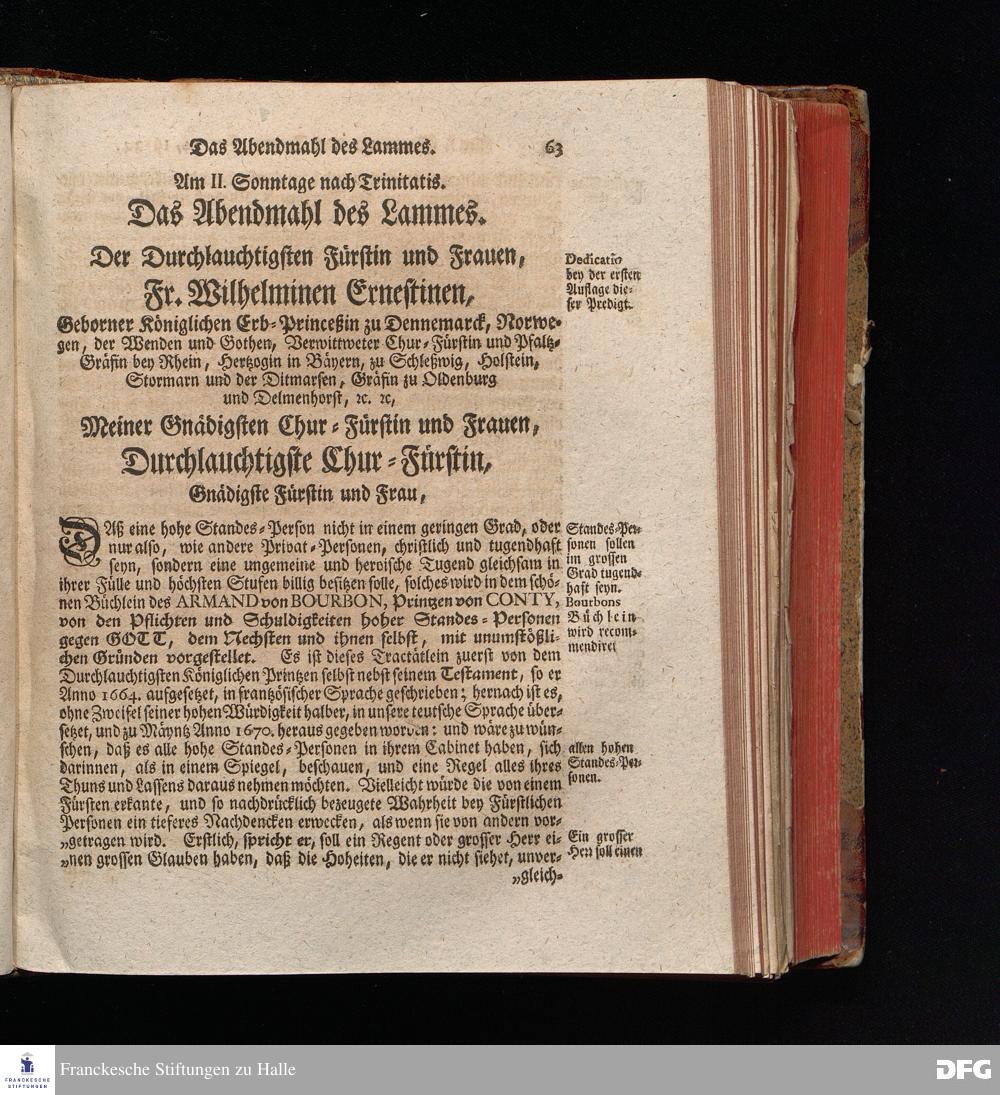 Das Abendmahl des Lammes. 63
Am II. Sonntage nach Trinitatis.
Das Abendmahl des Lammes.
Der Durchlauchtigsten Fürstin und Frauen,
Fr. Wilhelminen Ernestinen,
Geborner Königlichen Erb-Princeßin zu Dennemarck, Norwe-
gen, der Wenden und Gothen, Verwittweter Chur-Fürstin und Pfaltz-
Gräfin bey Rhein, Hertzogin in Bäyern, zu Schleßwig, Holstein,
Stormarn und der Ditmarsen, Gräfin zu Oldenburg
und Delmenhorst, ꝛc. ꝛc,
Meiner Gnädigsten Chur-Fürstin und Frauen,
Durchlauchtigste Chur-Fürstin,
Gnädigste Fürstin und Frau,
Dedicatio
bey der ersten
Auflage die-
ser Predigt.
Daß eine hohe Standes-Person nicht in einem geringen Grad, oder
nur also, wie andere Privat-Personen, christlich und tugendhaft
seyn, sondern eine ungemeine und heroische Tugend gleichsam in
ihrer Fülle und höchsten Stufen billig besitzen solle, solches wird in dem schö-
nen Büchlein des ARMAND von BOURBON, Printzen von CONTY,
von den Pflichten und Schuldigkeiten hoher Standes-Personen
gegen GOTT, dem Nechsten und ihnen selbst, mit unumstößli-
chen Gründen vorgestellet. Es ist dieses Tractätlein zuerst von dem
Durchlauchtigsten Königlichen Printzen selbst nebst seinem Testament, so er
Anno 1664. aufgesetzet, in frantzösischer Sprache geschrieben; hernach ist es,
ohne Zweifel seiner hohen Würdigkeit halber, in unsere teutsche Sprache über-
setzet, und zu Mäyntz Anno 1670. heraus gegeben worden: und wäre zu wün-
schen, daß es alle hohe Standes-Personen in ihrem Cabinet haben, sich
darinnen, als in einem Spiegel, beschauen, und eine Regel alles ihres
Thuns und Lassens daraus nehmen möchten. Vielleicht würde die von einem
Fürsten erkante, und so nachdrücklich bezeugete Wahrheit bey Fürstlichen
Personen ein tieferes Nachdencken erwecken, als wenn sie von andern vor-
„getragen wird. Erstlich, spricht er, soll ein Regent oder grosser Herr ei-
„nen grossen Glauben haben, daß die Hoheiten, die er nicht siehet, unver-
„gleich-
Standes-Per-
sonen sollen
im grossen
Grad tugend-
haft seyn.
Bourbons
Büchlein
wird recom-
mendiret
allen hohen
Standes-Per-
sonen.
Ein grosser
Herr soll einen
FRANCKESCHE
STIFTUNGEN
Franckesche Stiftungen zu Halle
DFG